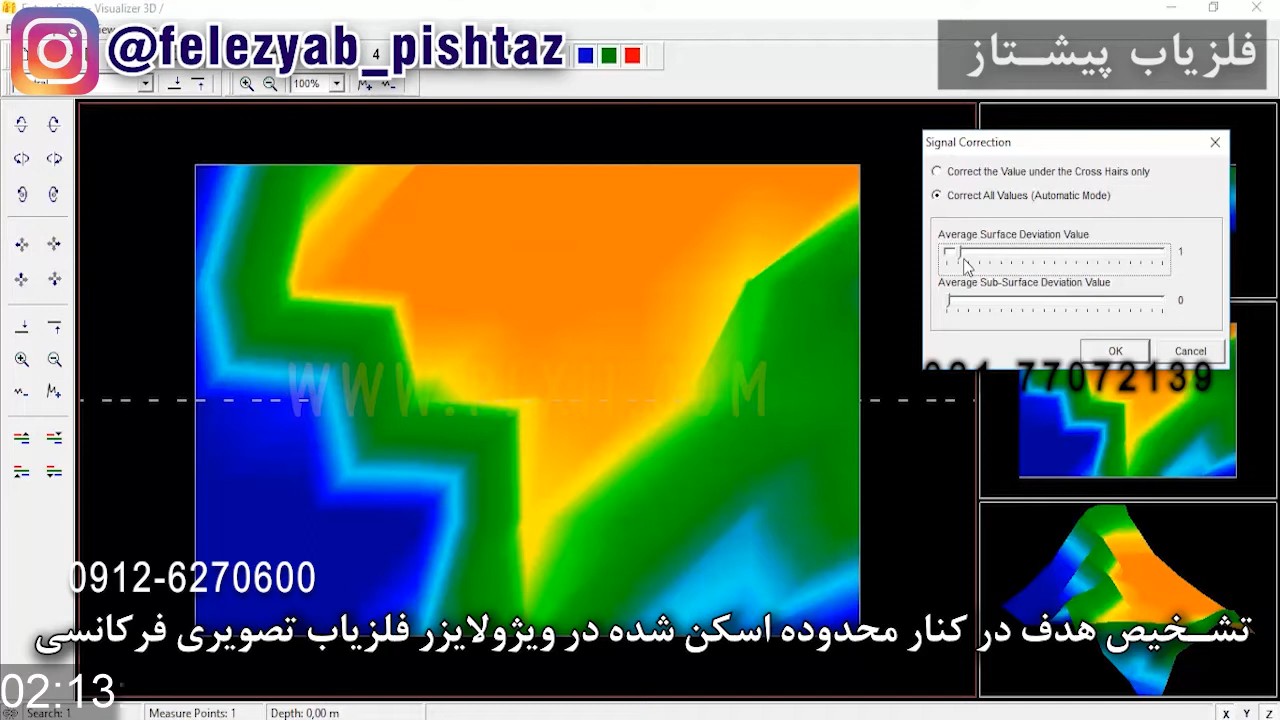 Visualizer 3D /
@felezyab_pishtaz
4
فلزیاب پیشـتاز
100%
Signal Correction
Correct the Value under the Cross Hairs only
Correct All Values (Automatic Mode)
Average Surface Deviation Value
1
Average Sub-Surface Deviation Value
0
OK
Cancel
77072139
0912-6270600
تشـخیص هدف در کنار محدوده اسکن شده در ویژولایزر فلزیاب تصویری فرکانسی
02:13
Search: 1
Measure Points: 1
Depth: 0,00 m
X Y Z